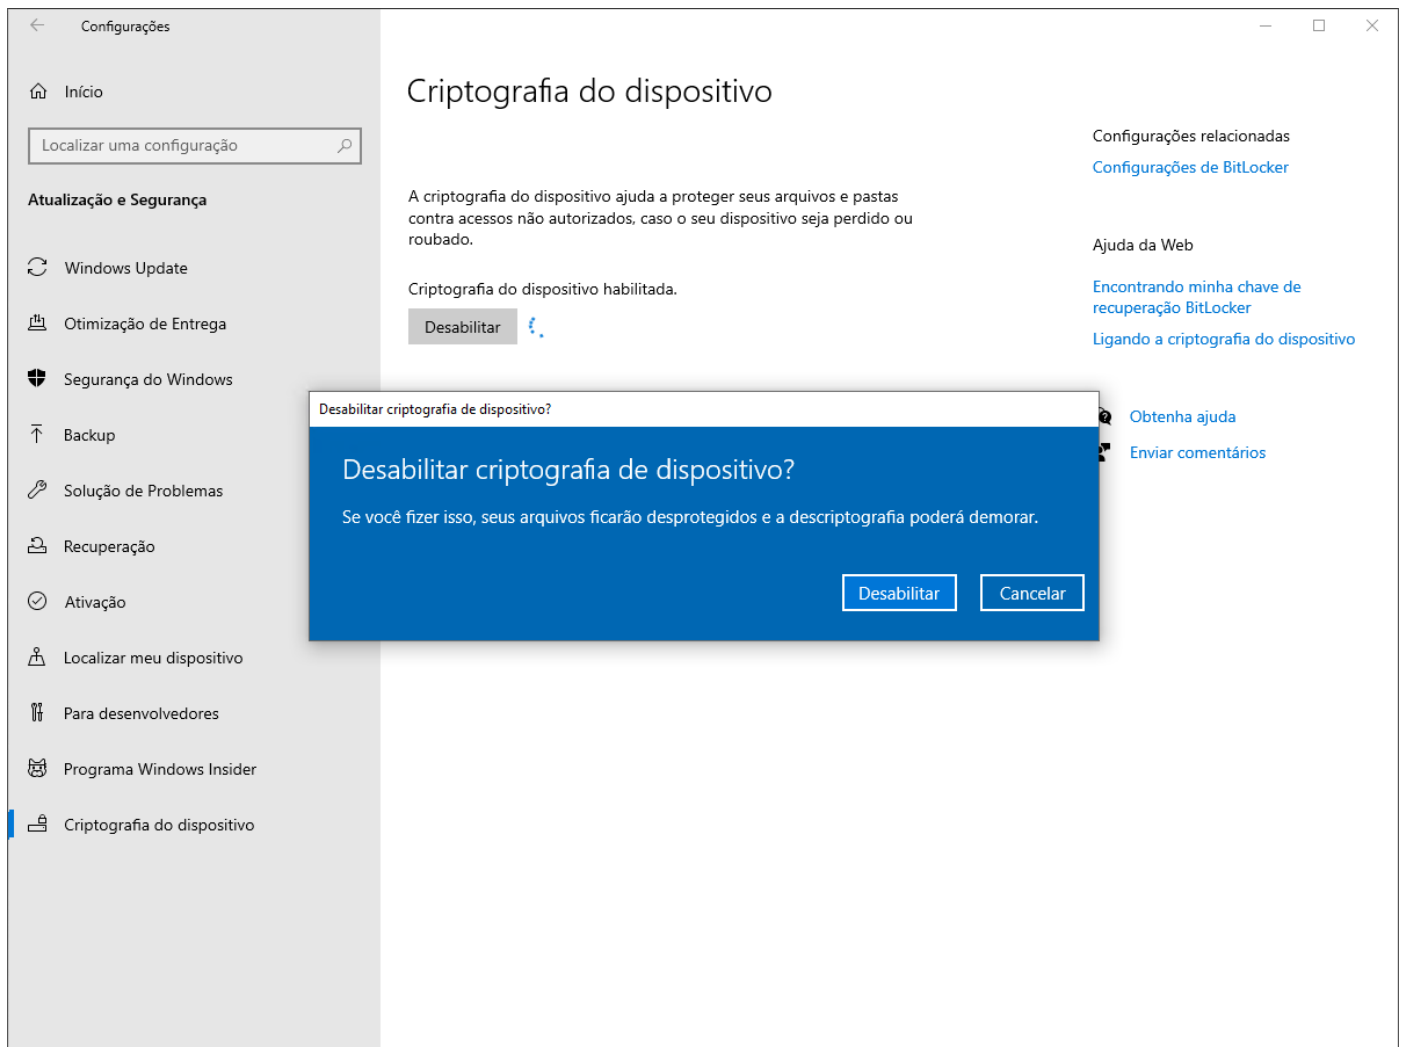 Configurações
Início
Localizar uma configuração
Atualização e Segurança
Windows Update
Otimização de Entrega
Segurança do Windows
Backup
Solução de Problemas
Recuperação
Ativação
Localizar meu dispositivo
Para desenvolvedores
Programa Windows Insider
Criptografia do dispositivo
Criptografia do dispositivo
A criptografia do dispositivo ajuda a proteger seus arquivos e pastas
contra acessos não autorizados, caso o seu dispositivo seja perdido ou
roubado.
Criptografia do dispositivo habilitada.
Desabilitar
Configurações relacionadas
Configurações de BitLocker
Ajuda da Web
Encontrando minha chave de
recuperação BitLocker
Ligando a criptografia do dispositivo
Obtenha ajuda
Enviar comentários
Desabilitar criptografia de dispositivo?
Desabilitar criptografia de dispositivo?
Se você fizer isso, seus arquivos ficarão desprotegidos e a descriptografia poderá demorar.
Desabilitar
Cancelar